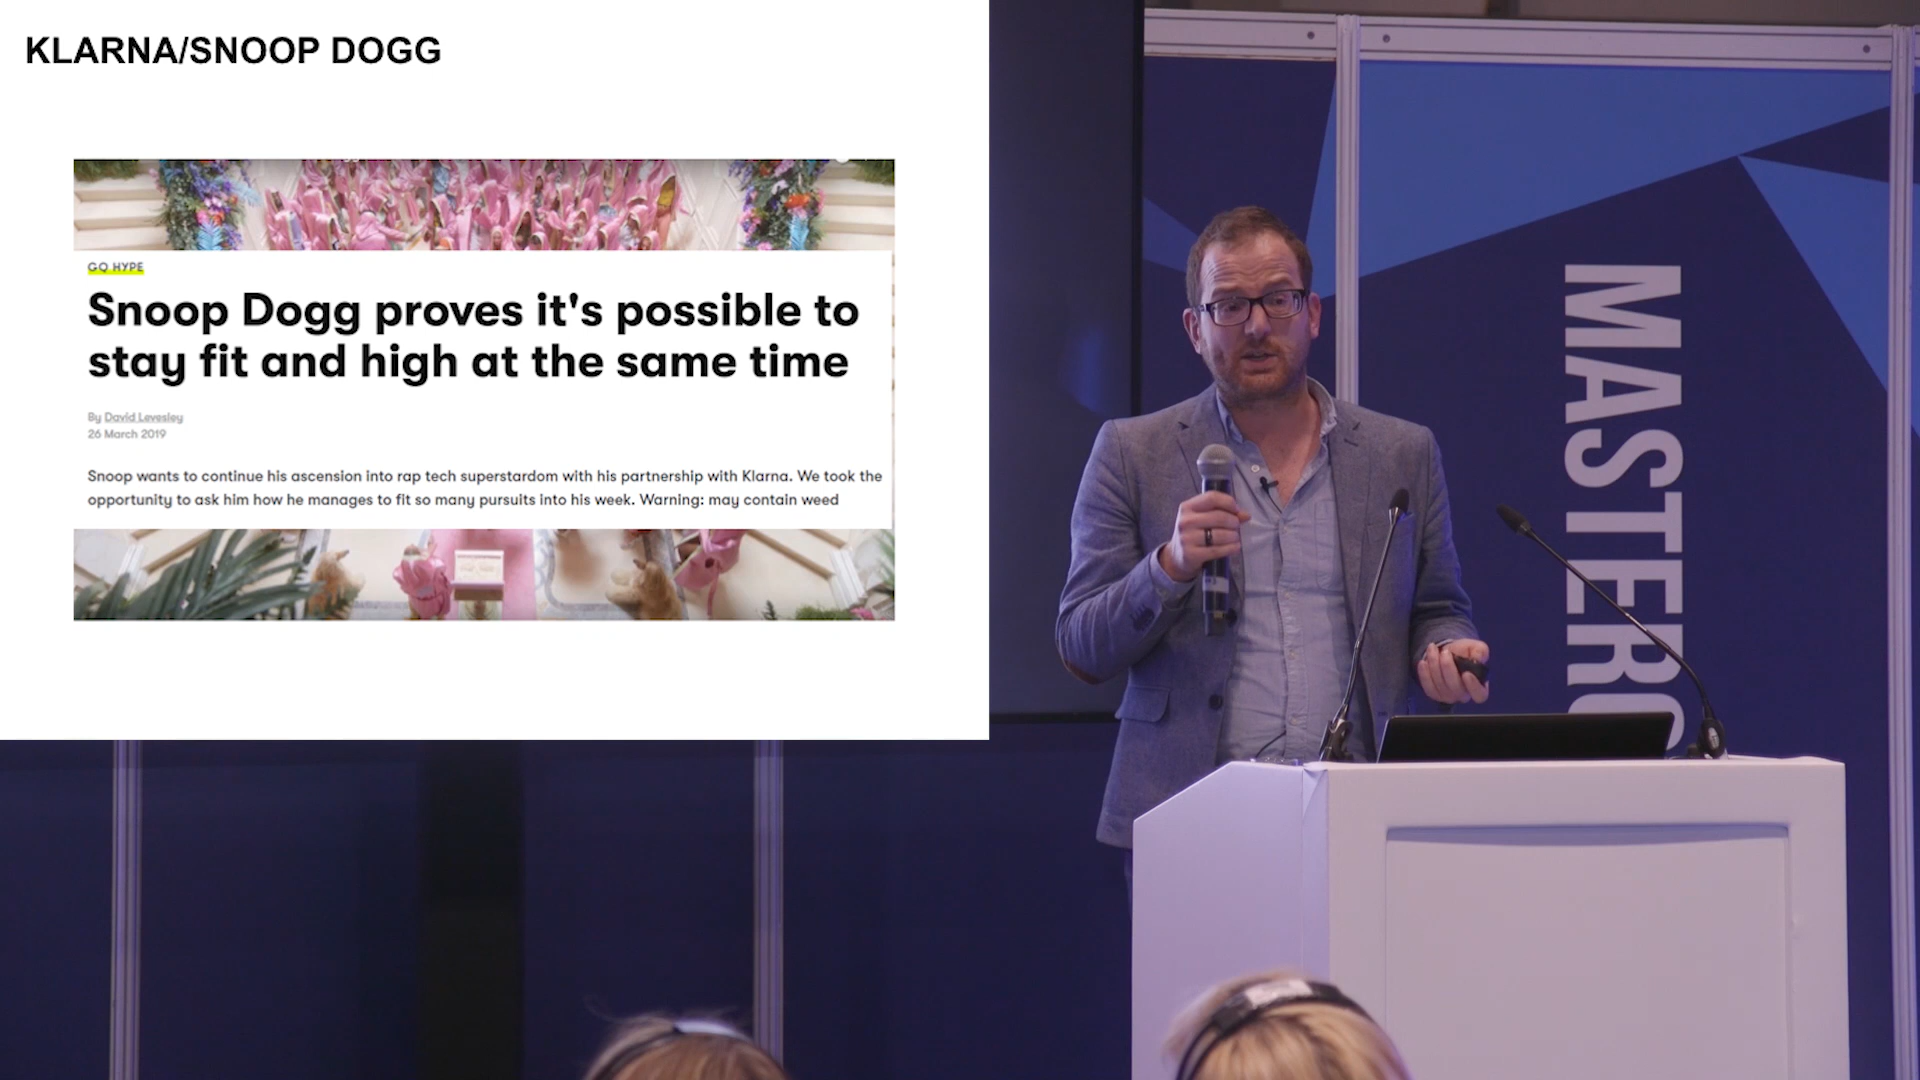 KLARNA/SNOOP DOGG
GQ HYPE
Snoop Dogg proves it's possible to
stay fit and high at the same time
By David Levesley
26 March 2019
Snoop wants to continue his ascension into rap tech superstardom with his partnership with Klarna. We took the
opportunity to ask him how he manages to fit so many pursuits into his week. Warning: may contain weed
MASTERC